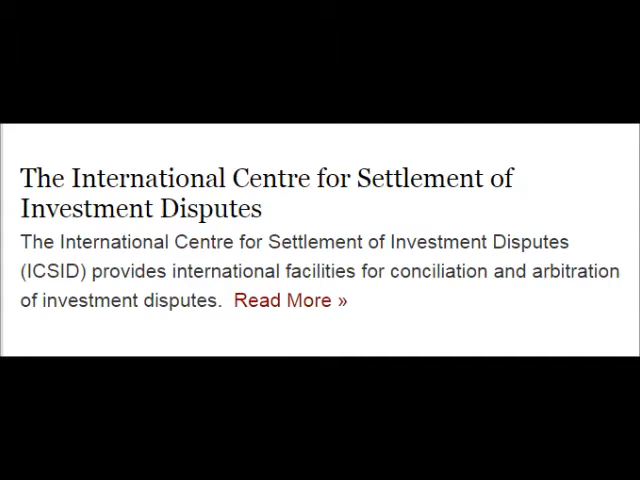 The International Centre for Settlement of
Investment Disputes
The International Centre for Settlement of Investment Disputes
(ICSID) provides international facilities for conciliation and arbitration
of investment disputes.  Read More »